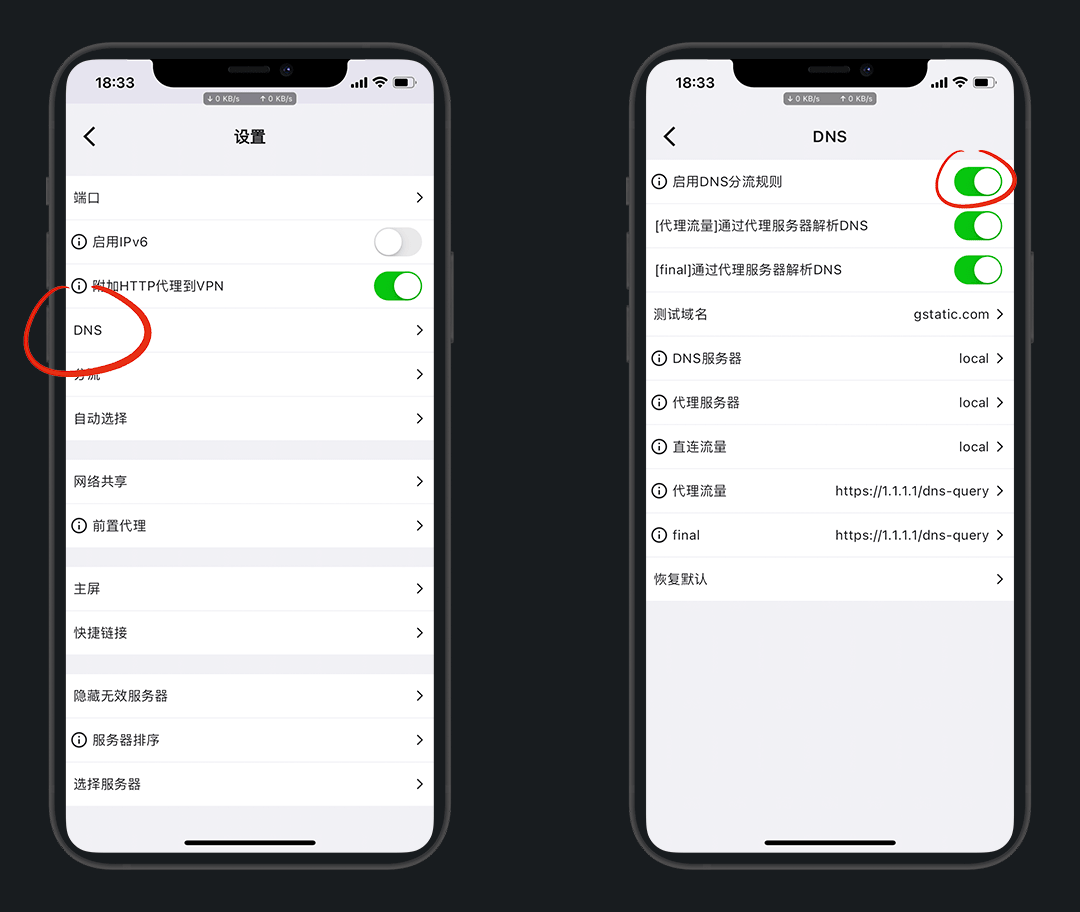 18:33
↓ 0 KB/s ↑ 0 KB/s
设置
端口
启用IPv6
附加HTTP代理到VPN
DNS
分流
自动选择
网络共享
前置代理
主屏
快捷链接
隐藏无效服务器
服务器排序
选择服务器
18:33
↓ 0 KB/s ↑ 0 KB/s
DNS
启用DNS分流规则
[代理流量]通过代理服务器解析DNS
[final]通过代理服务器解析DNS
测试域名 gstatic.com
DNS服务器 local
代理服务器 local
直连流量 local
代理流量 https://1.1.1.1/dns-query
final https://1.1.1.1/dns-query
恢复默认